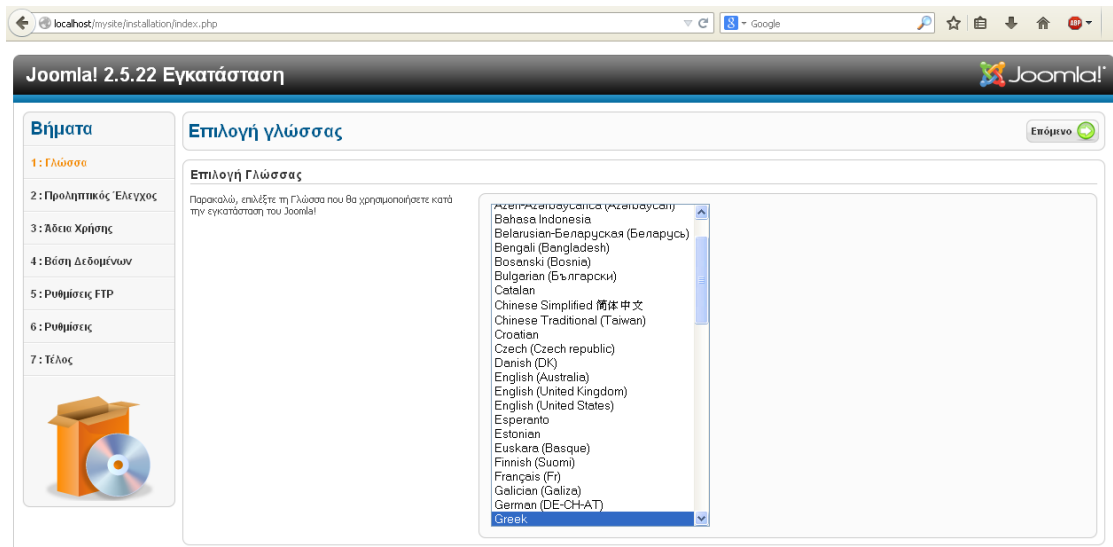 localhost/mysite/installation/index.php
Google
ABP
Joomla! 2.5.22 Εγκατάσταση
Joomla!
Βήματα
1 : Γλώσσα
2 : Προληπτικός Έλεγχος
3 : Άδεια Χρήσης
4 : Βάση Δεδομένων
5 : Ρυθμίσεις FTP
6 : Ρυθμίσεις
7 : Τέλος
Επιλογή γλώσσας
Επόμενο
Επιλογή Γλώσσας
Παρακαλώ, επιλέξτε τη Γλώσσα που θα χρησιμοποιήσετε κατά
την εγκατάσταση του Joomla!
Azeri-Azərbaycanca (Azərbaycan)
Bahasa Indonesia
Belarusian-Беларуская (Беларусь)
Bengali (Bangladesh)
Bosanski (Bosnia)
Bulgarian (Български)
Catalan
Chinese Simplified 简体中文
Chinese Traditional (Taiwan)
Croatian
Czech (Czech republic)
Danish (DK)
English (Australia)
English (United Kingdom)
English (United States)
Esperanto
Estonian
Euskara (Basque)
Finnish (Suomi)
Français (Fr)
Galician (Galiza)
German (DE-CH-AT)
Greek